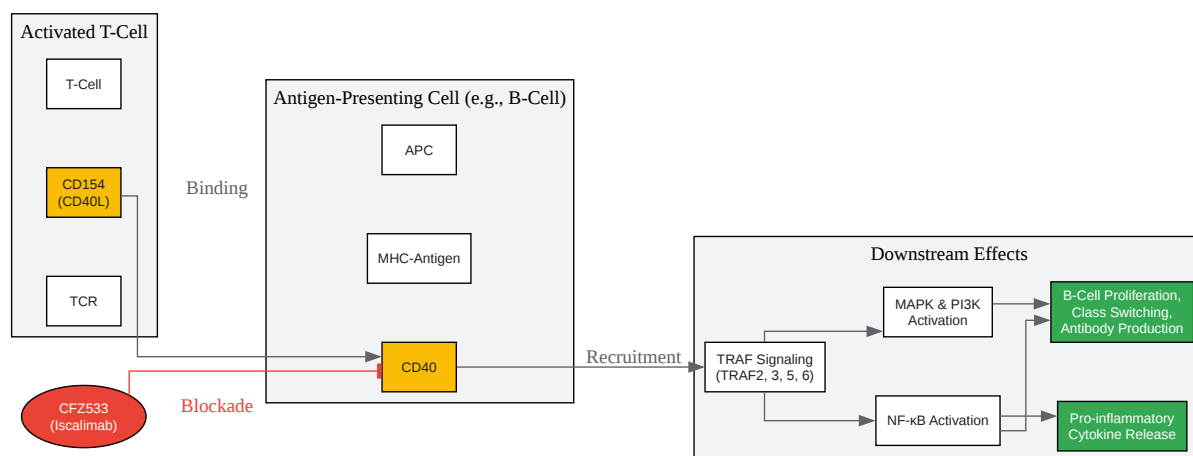 Activated T-Cell
T-Cell
CD154
(CD40L)
TCR
CFZ533
(Iscalimab)
Binding
Blockade
Antigen-Presenting Cell (e.g., B-Cell)
APC
MHC-Antigen
CD40
Recruitment
Downstream Effects
TRAF Signaling
(TRAF2, 3, 5, 6)
MAPK & PI3K
Activation
NF-κB Activation
B-Cell Proliferation,
Class Switching,
Antibody Production
Pro-inflammatory
Cytokine Release